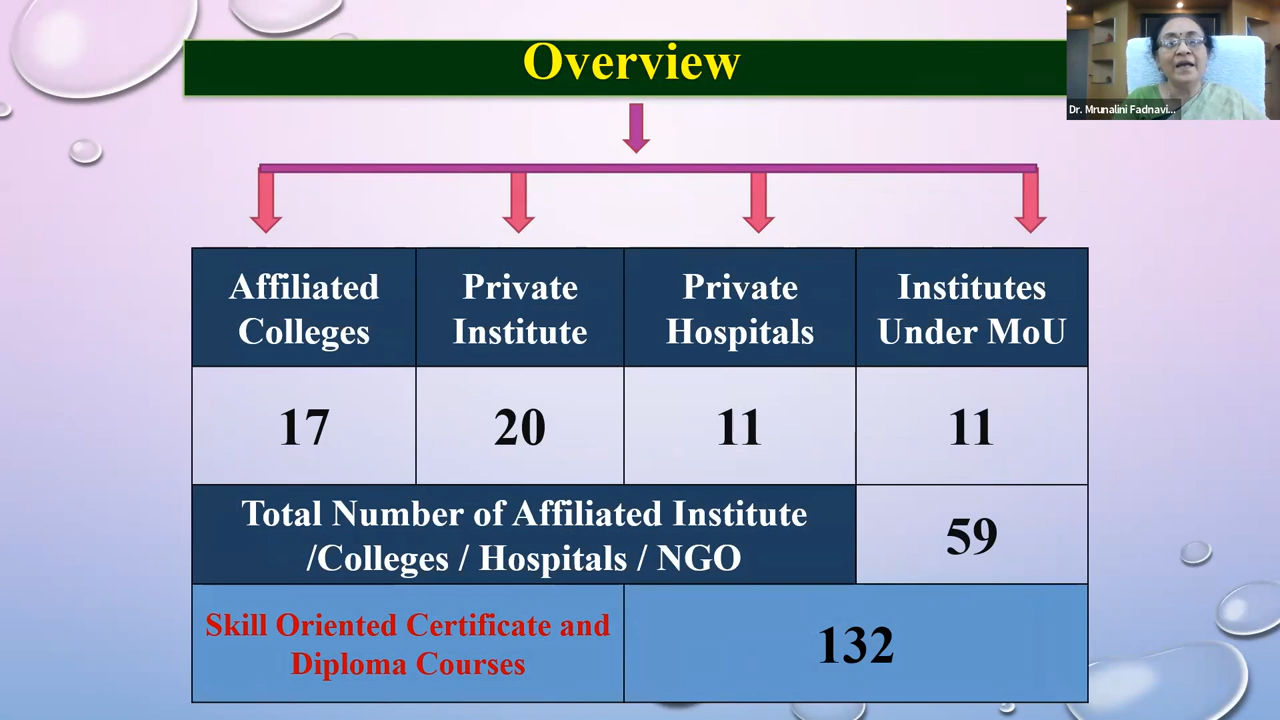 Overview
Dr. Mrunalini Fadnavi...
Affiliated
Colleges
Private
Institute
Private
Hospitals
Institutes
Under MoU
17
20
11
11
Total Number of Affiliated Institute
/Colleges / Hospitals / NGO
59
Skill Oriented Certificate and
Diploma Courses
132